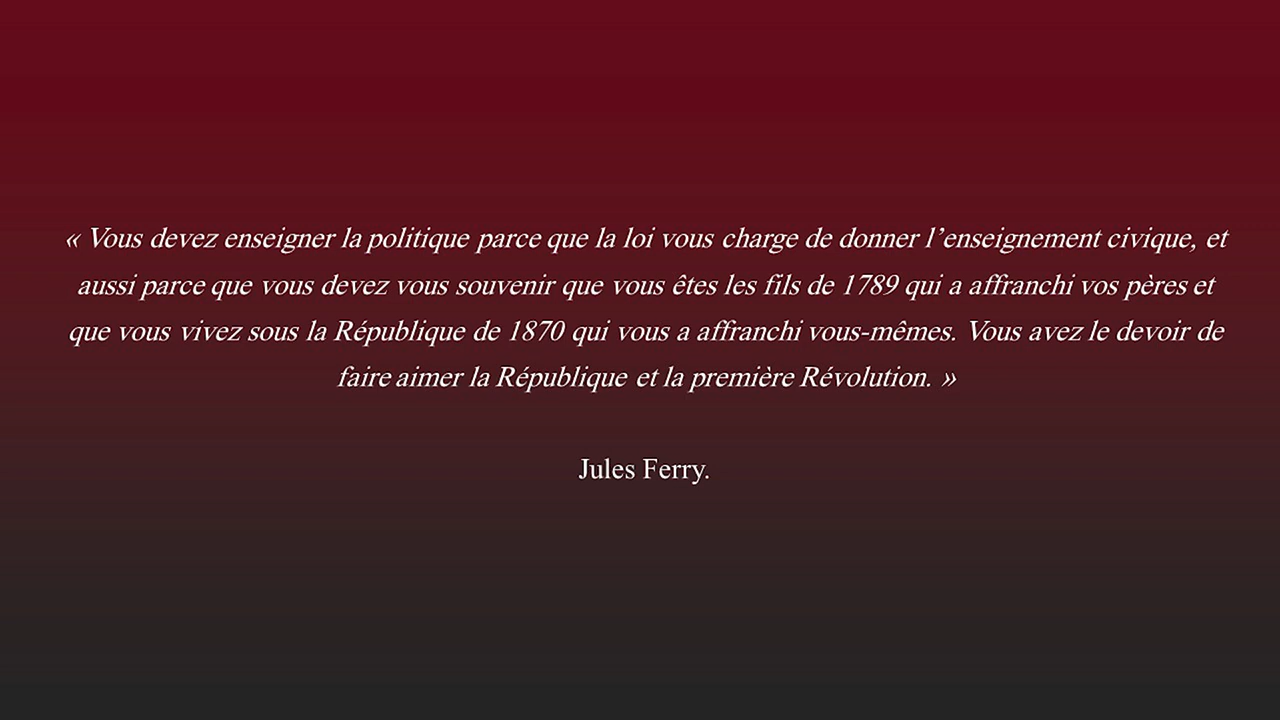 « Vous devez enseigner la politique parce que la loi vous charge de donner l’enseignement civique, et
aussi parce que vous devez vous souvenir que vous êtes les fils de 1789 qui a affranchi vos pères et
que vous vivez sous la République de 1870 qui vous a affranchi vous-mêmes. Vous avez le devoir de
faire aimer la République et la première Révolution. »
Jules Ferry.